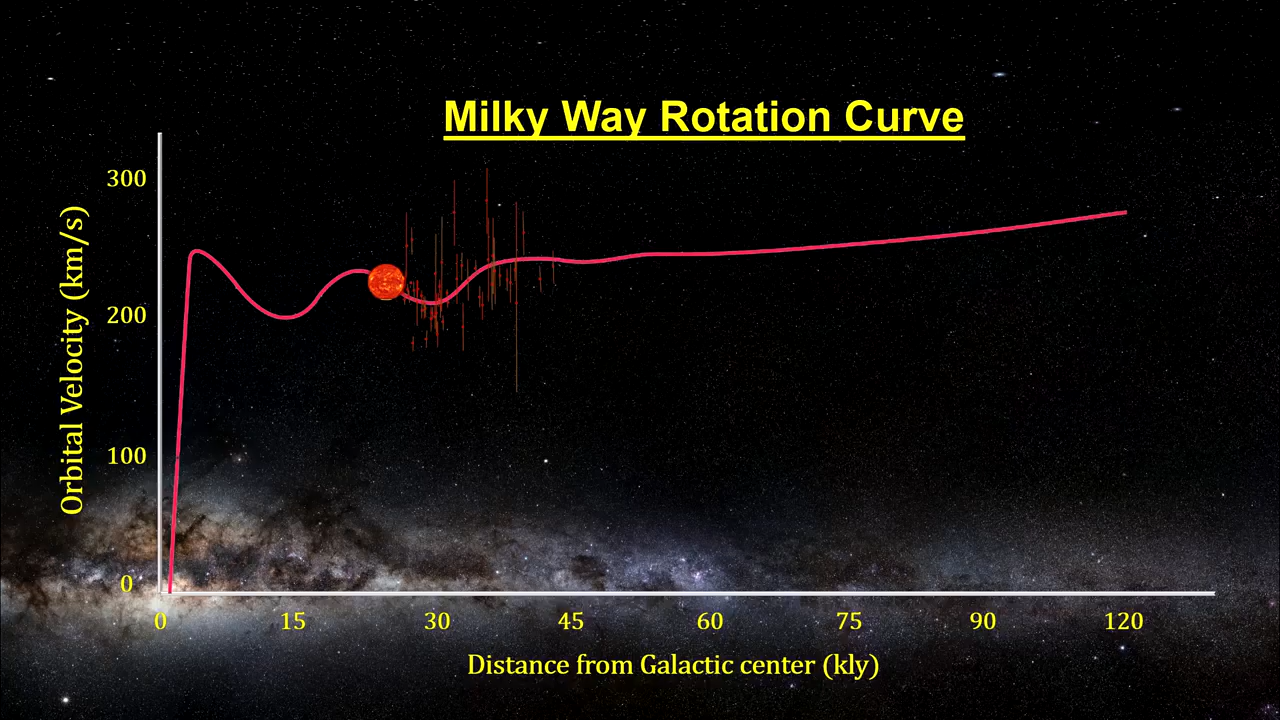 Milky Way Rotation Curve
Orbital Velocity (km/s)
300
200
100
0
0 15 30 45 60 75 90 120
Distance from Galactic center (kly)